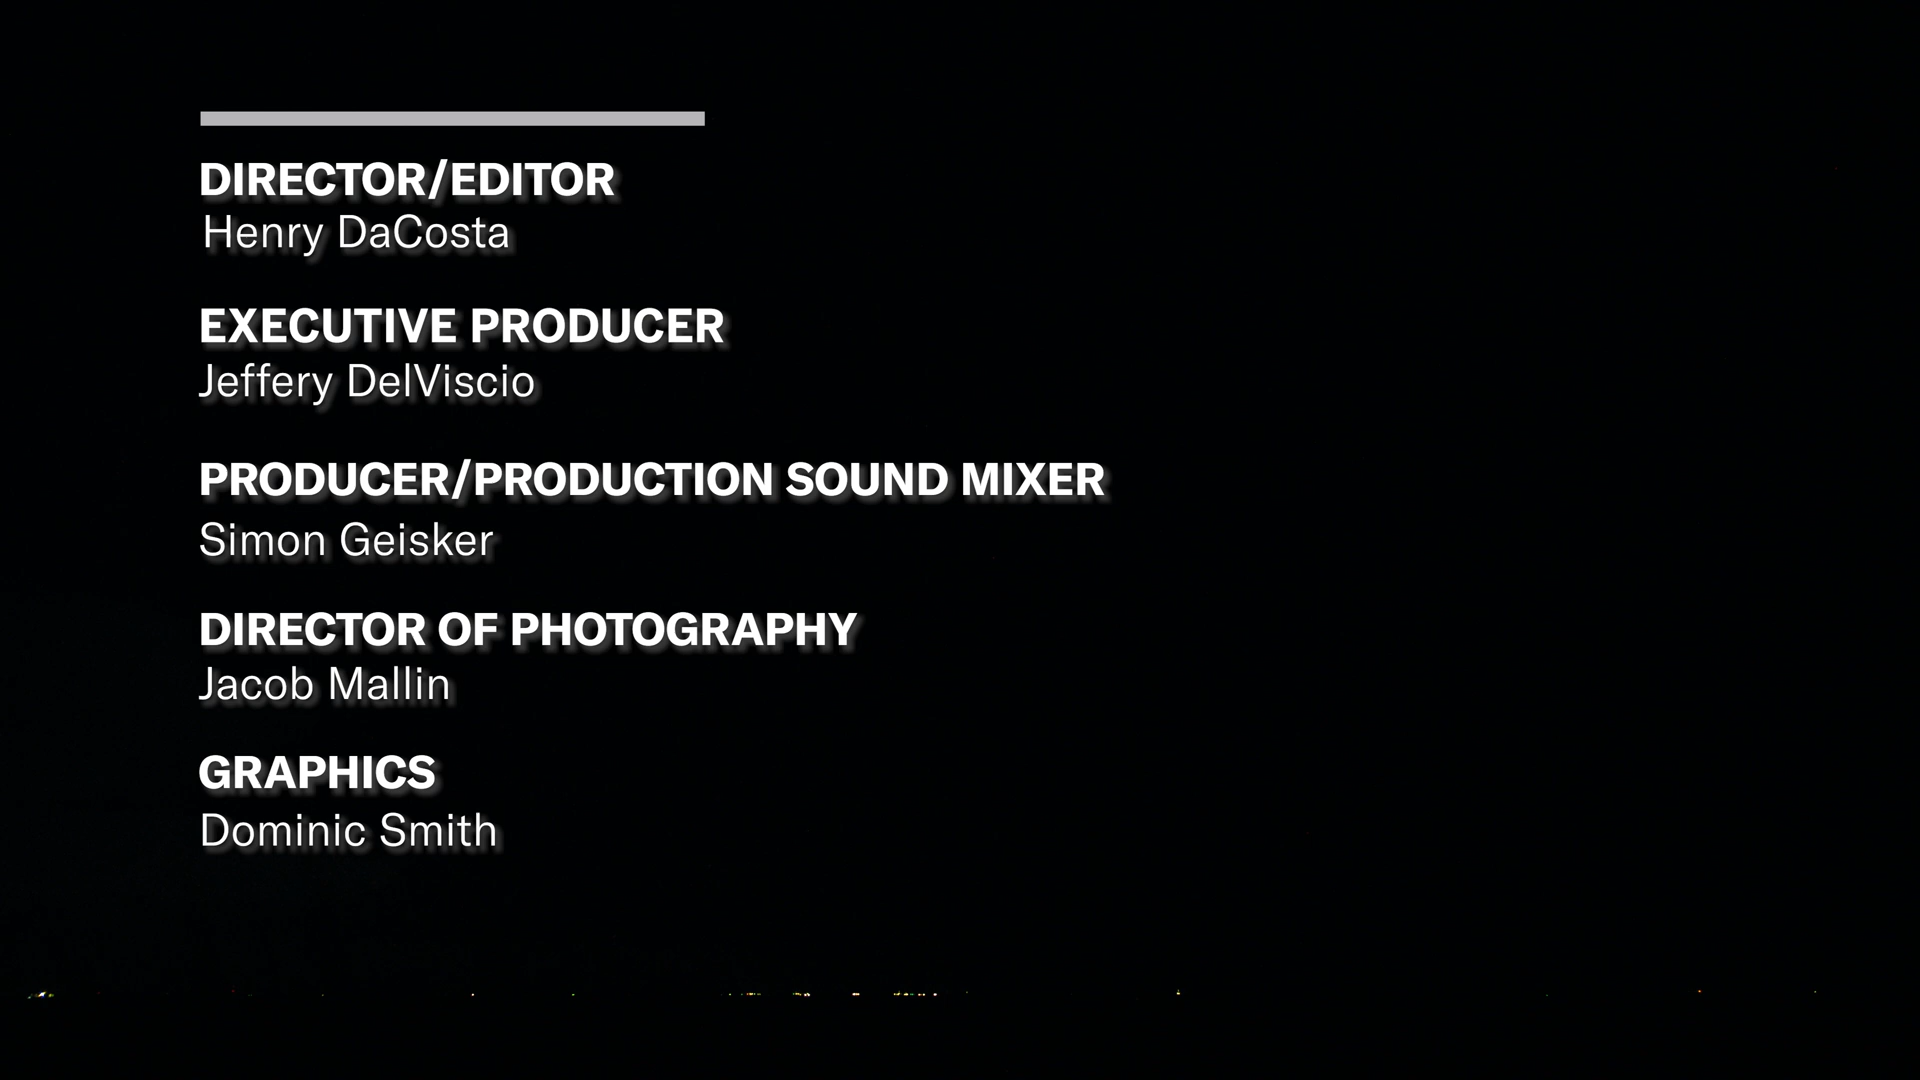 DIRECTOR/EDITOR
Henry DaCosta
EXECUTIVE PRODUCER
Jeffery DelViscio
PRODUCER/PRODUCTION SOUND MIXER
Simon Geisker
DIRECTOR OF PHOTOGRAPHY
Jacob Mallin
GRAPHICS
Dominic Smith